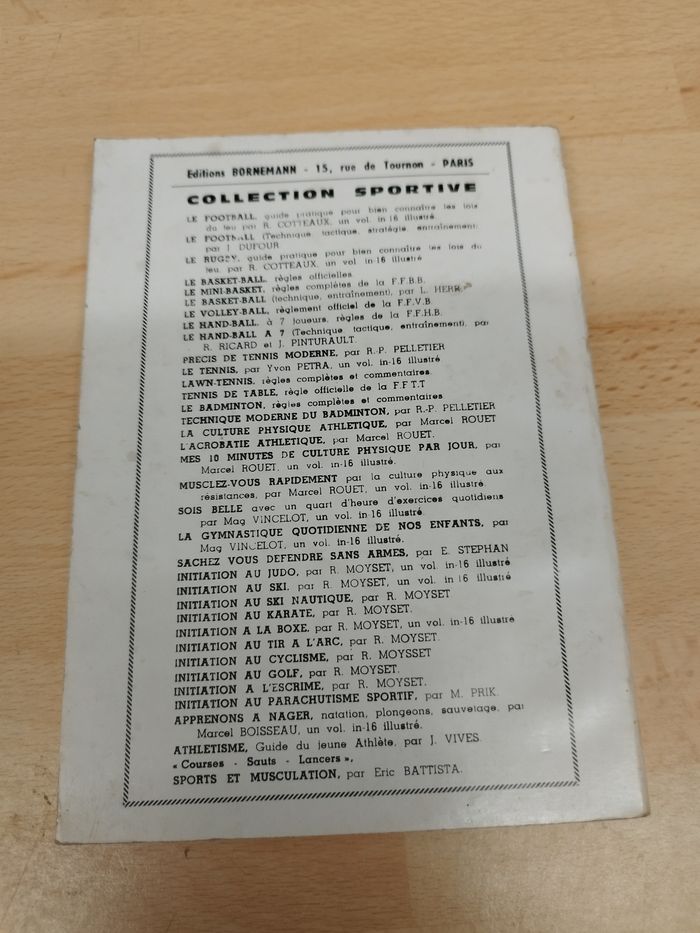 Editions BORNEMANN - 15, rue de Tournon - PARIS
COLLECTION SPORTIVE
LE FOOTBALL, guide pratique pour bien connaître les lois
du jeu par R. COTTEAUX, un vol. in-16 illustré.
LE FOOTBALL (Technique, tactique, stratégie, entraînement)
par J. DUFOUR
LE RUGBY, guide pratique pour bien connaître les lois du
jeu, par R. COTTEAUX, un vol in-16 illustré
LE BASKET-BALL, règles officielles
LE MINI-BASKET, règles complètes de la F.F.B.B.
LE BASKET-BALL (technique, entraînement), par L. HERR
LE VOLLEY-BALL, règlement officiel de la F.F.V.B
LE HAND-BALL, à 7 joueurs, règles de la F.F.H.B.
LE HAND-BALL A 7 (Technique, tactique, entraînement), par
R. RICARD et J. PINTURAULT.
PRECIS DE TENNIS MODERNE, par R.-P. PELLETIER
LE TENNIS, par Yvon PETRA, un vol. in-16 illustré
LAWN-TENNIS, règles complètes et commentaires.
TENNIS DE TABLE, règle officielle de la F.F.T.T
LE BADMINTON, règles complètes et commentaires
TECHNIQUE MODERNE DU BADMINTON, par R.-P. PELLETIER
LA CULTURE PHYSIQUE ATHLETIQUE, par Marcel ROUET
L'ACROBATIE ATHLETIQUE, par Marcel ROUET.
MES 10 MINUTES DE CULTURE PHYSIQUE PAR JOUR, par
Marcel ROUET, un vol. in-16 illustré.
MUSCLEZ-VOUS RAPIDEMENT par la culture physique aux
résistances, par Marcel ROUET, un vol. in-16 illustré.
SOIS BELLE avec un quart d'heure d'exercices quotidiens
par Mag VINCELOT, un vol. in-16 illustré.
LA GYMNASTIQUE QUOTIDIENNE DE NOS ENFANTS, par
Mag VINCELOT, un vol. in-16 illustré.
SACHEZ VOUS DEFENDRE SANS ARMES, par E. STEPHAN
INITIATION AU JUDO, par R. MOYSET, un vol. in-16 illustré
INITIATION AU SKI, par R. MOYSET, un vol. in 16 illustré
INITIATION AU SKI NAUTIQUE, par R. MOYSET
INITIATION AU KARATE, par R. MOYSET.
INITIATION A LA BOXE, par R. MOYSET, un vol. in-16 illustré
INITIATION AU TIR A L'ARC, par R. MOYSET.
INITIATION AU CYCLISME, par R. MOYSSET
INITIATION AU GOLF, par R. MOYSET.
INITIATION A L'ESCRIME, par R. MOYSET.
INITIATION AU PARACHUTISME SPORTIF, par M. PRIK.
APPRENONS A NAGER, natation, plongeons, sauvetage, par
Marcel BOISSEAU, un vol. in-16 illustré.
ATHLETISME, Guide du jeune Athlète, par J. VIVES.
« Courses - Sauts - Lancers »,
SPORTS ET MUSCULATION, par Eric BATTISTA.